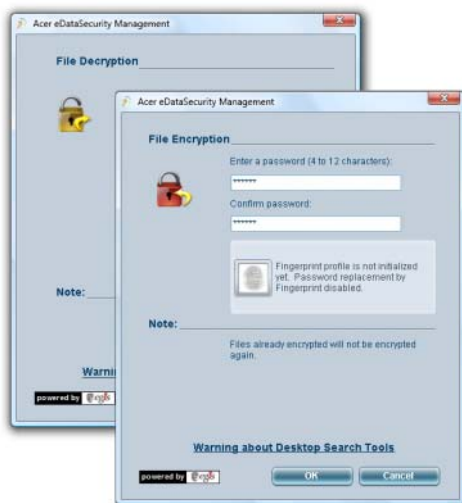 Acer eDataSecurity Management
File Decryption
Note:
Warni
powered by egis
Acer eDataSecurity Management
File Encryption
Enter a password (4 to 12 characters):
******
Confirm password:
******
Fingerprint profile is not initialized
yet. Password replacement by
Fingerprint disabled.
Note:
Files already encrypted will not be encrypted
again.
Warning about Desktop Search Tools
powered by egis
OK
Cancel